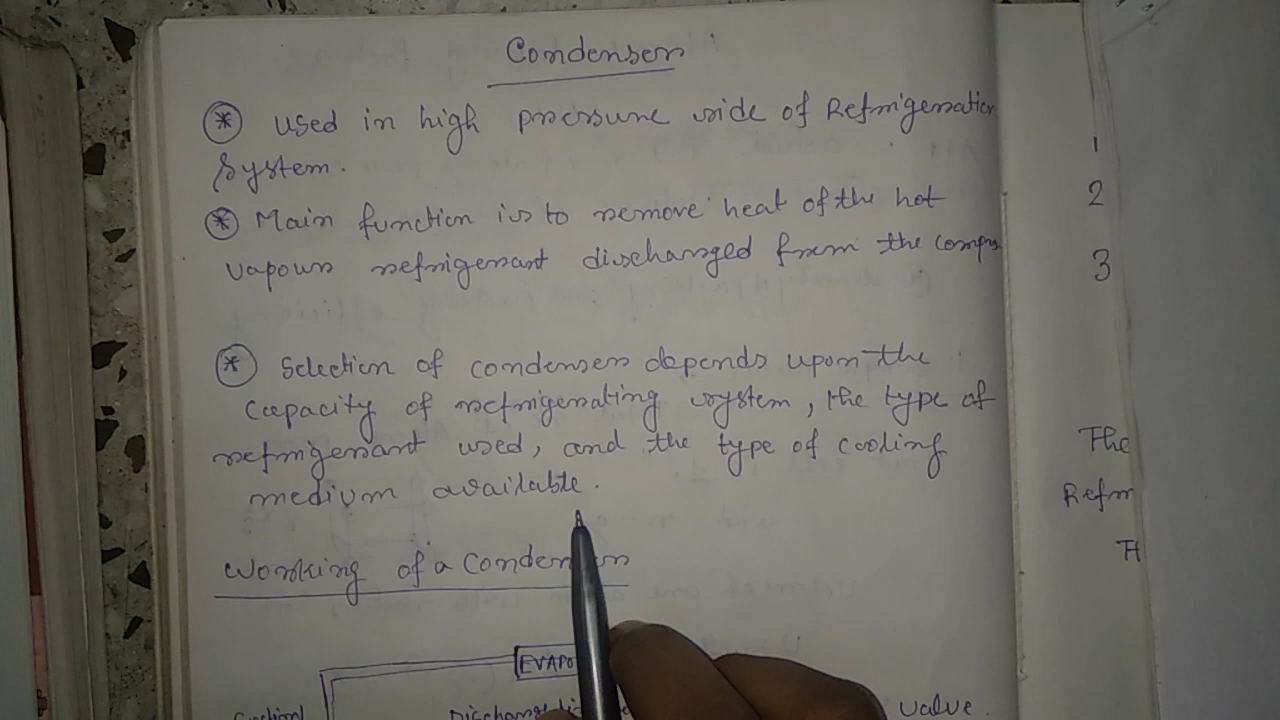 Condenser
* used in high pressure side of Refrigeration
System.
* Main function is to remove heat of the hot
vapour refrigerant discharged from the compr
* Selection of condenser depends upon the
Capacity of refrigerating system, the type of
refrigerant used, and the type of cooling
medium available.
Working of a Condenser
EVAPO
valve.
1
2
3
The
Refr